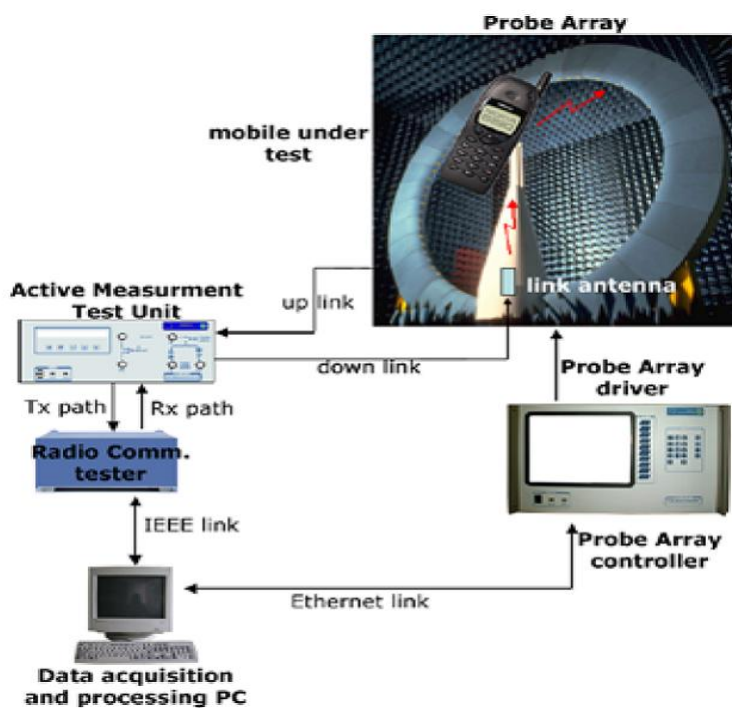 Probe Array
mobile under
test
link antenna
Active Measurment
Test Unit
up link
down link
Probe Array
driver
Tx path
Rx path
Radio Comm.
tester
IEEE link
Probe Array
controller
Ethernet link
Data acquisition
and processing PC